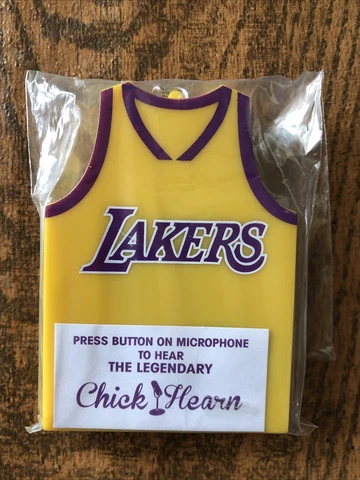 LAKERS
PRESS BUTTON ON MICROPHONE
TO HEAR
THE LEGENDARY
Chick Hearn